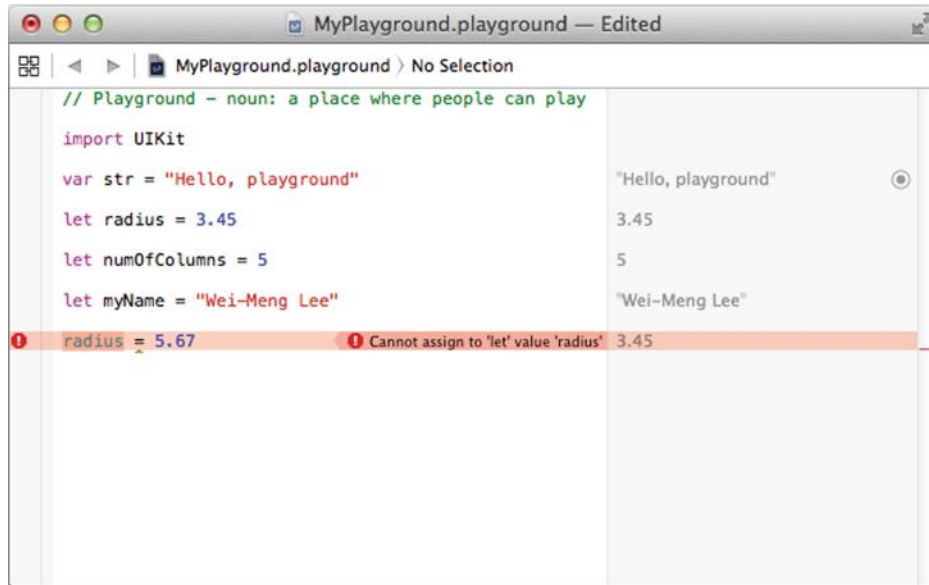 MyPlayground.playground — Edited
MyPlayground.playground 〉 No Selection
// Playground – noun: a place where people can play
import UIKit
var str = "Hello, playground" "Hello, playground"
let radius = 3.45 3.45
let numOfColumns = 5 5
let myName = "Wei-Meng Lee" "Wei-Meng Lee"
radius = 5.67 Cannot assign to 'let' value 'radius' 3.45